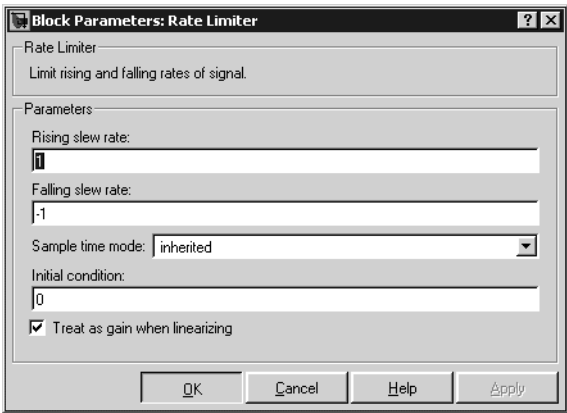 Block Parameters: Rate Limiter
Rate Limiter
Limit rising and falling rates of signal.
Parameters
Rising slew rate:
1
Falling slew rate:
-1
Sample time mode: inherited
Initial condition:
0
Treat as gain when linearizing
OK Cancel Help Apply